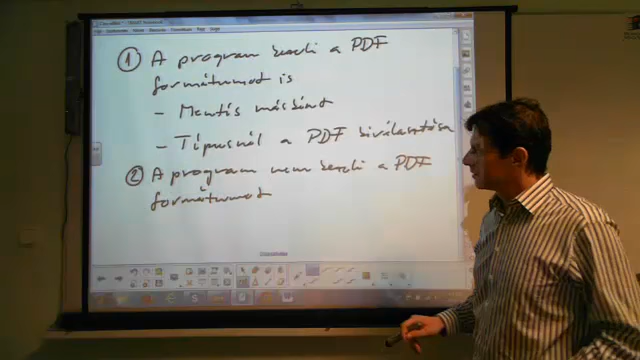 ① A program kezeli a PDF
formátumot is
- Mentés másként
- Típusnál a PDF kiválasztása
② A program nem kezeli a PDF
formátumot